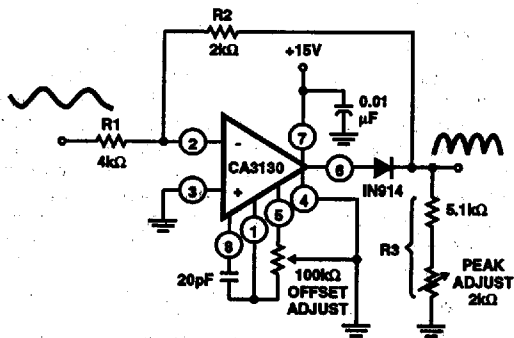 R2
2kΩ
+15V
0.01
μF
R1
4kΩ
2
-
7
CA3130
6
3
+
IN914
4
5
1
8
5.1kΩ
R3
20pF
100kΩ
OFFSET
ADJUST
PEAK
ADJUST
2kΩ